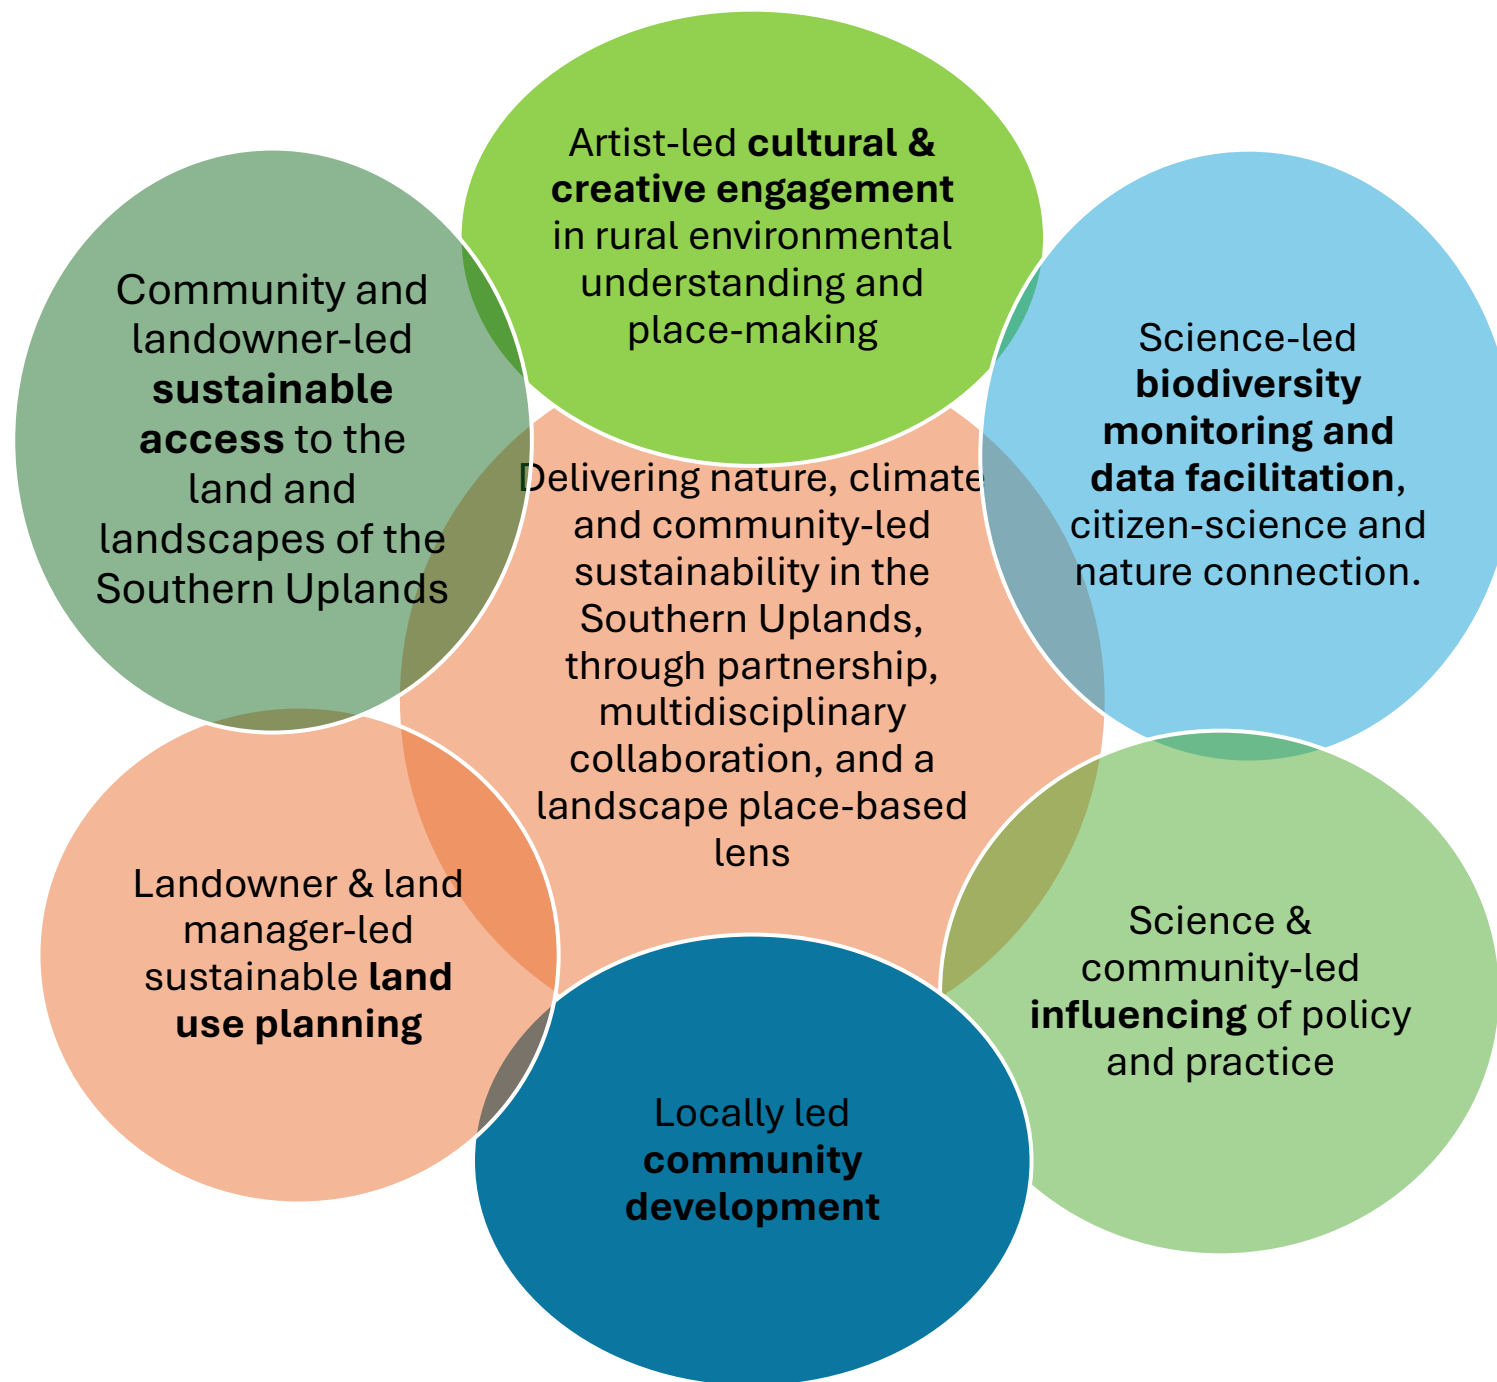 Artist-led cultural &
creative engagement
in rural environmental
understanding and
place-making
Community and
landowner-led
sustainable
access to the
land and
landscapes of the
Southern Uplands
Science-led
biodiversity
monitoring and
data facilitation,
citizen-science and
nature connection.
Delivering nature, climate
and community-led
sustainability in the
Southern Uplands,
through partnership,
multidisciplinary
collaboration, and a
landscape place-based
lens
Landowner & land
manager-led
sustainable land
use planning
Science &
community-led
influencing of policy
and practice
Locally led
community
development